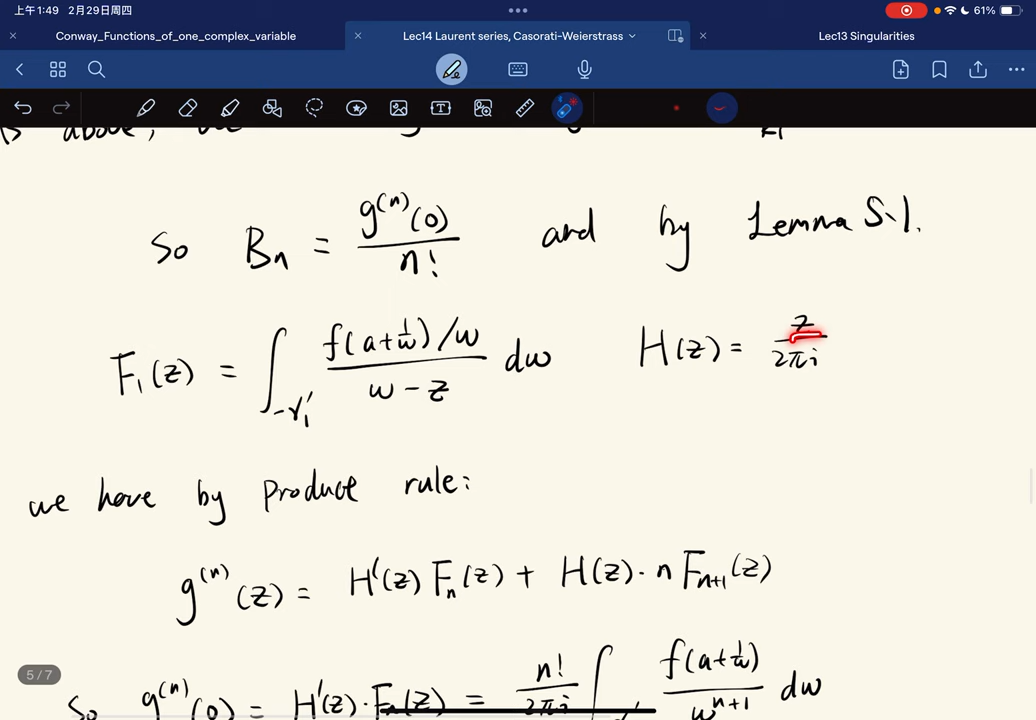 上午1:49 2月29日周四
61%
Conway_Functions_of_one_complex_variable
Lec14 Laurent series, Casorati-Weierstrass
Lec13 Singularities
is above,
So Bn = g^(n)(0) / n! and by Lemma 5.1.
F₁(z) = ∫_{-γ₁'} f(a+1/w)/w / (w-z) dw H(z) = z / 2πi
we have by product rule:
g^(n)(z) = H'(z) Fn(z) + H(z)·n Fn+1(z)
5 / 7
So g^(n)(0) = H'(z)·Fn(z) = n!/2πi ∫ f(a+1/w) / w^{n+1} dw